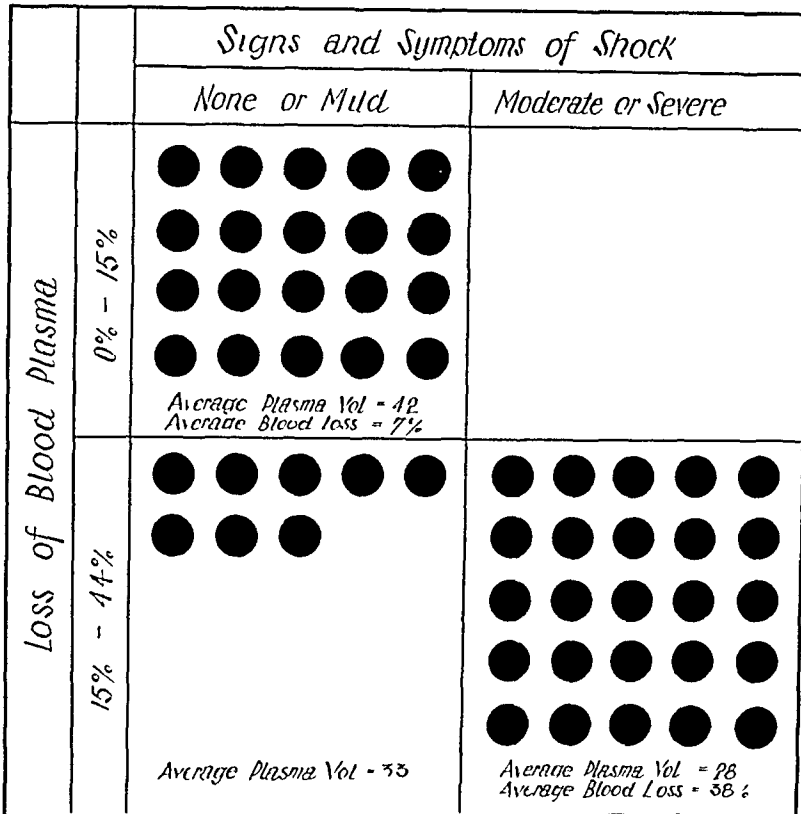 Signs and Symptoms of Shock
None or Mild
Moderate or Severe
Loss of Blood Plasma
0% - 15%
Average Plasma Vol = 42
Average Blood loss = 7%
15% - 44%
Average Plasma Vol - 33
Average Plasma Vol = 28
Average Blood Loss = 38%